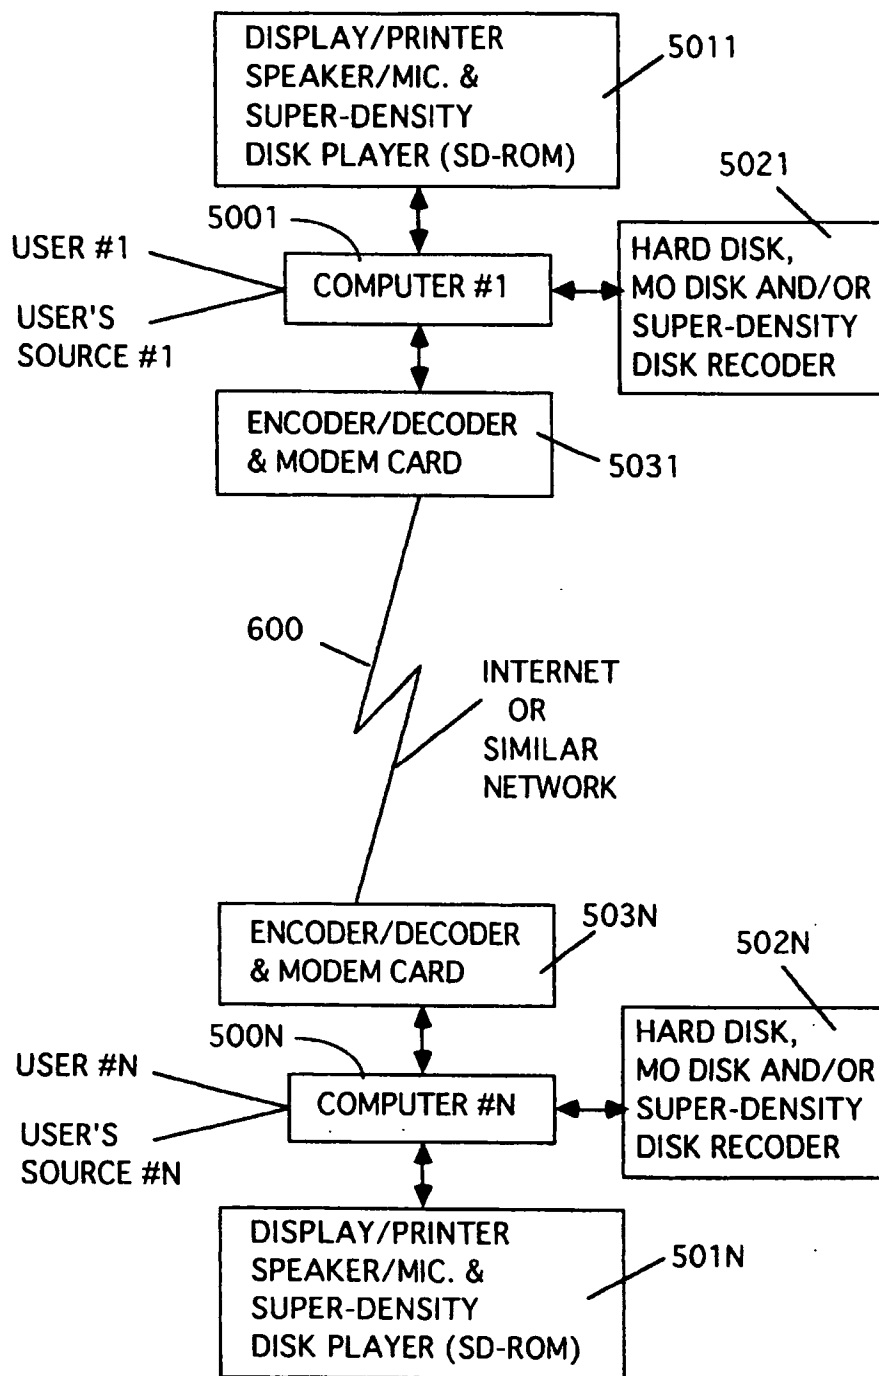 DISPLAY/PRINTER
SPEAKER/MIC. &
SUPER-DENSITY
DISK PLAYER (SD-ROM)
5011
5021
5001
USER #1
USER'S
SOURCE #1
COMPUTER #1
HARD DISK,
MO DISK AND/OR
SUPER-DENSITY
DISK RECODER
ENCODER/DECODER
& MODEM CARD
5031
600
INTERNET
OR
SIMILAR
NETWORK
ENCODER/DECODER
& MODEM CARD
503N
502N
500N
USER #N
USER'S
SOURCE #N
COMPUTER #N
HARD DISK,
MO DISK AND/OR
SUPER-DENSITY
DISK RECODER
DISPLAY/PRINTER
SPEAKER/MIC. &
SUPER-DENSITY
DISK PLAYER (SD-ROM)
501N